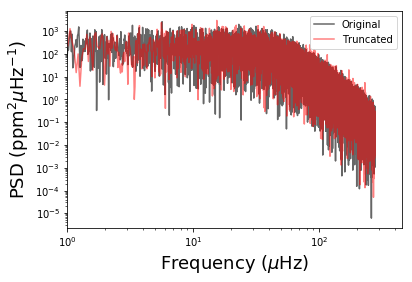 Original
Truncated
10³
10²
10¹
10⁰
10⁻¹
10⁻²
10⁻³
10⁻⁴
10⁻⁵
PSD (ppm²μHz⁻¹)
10⁰ 10¹ 10²
Frequency (μHz)